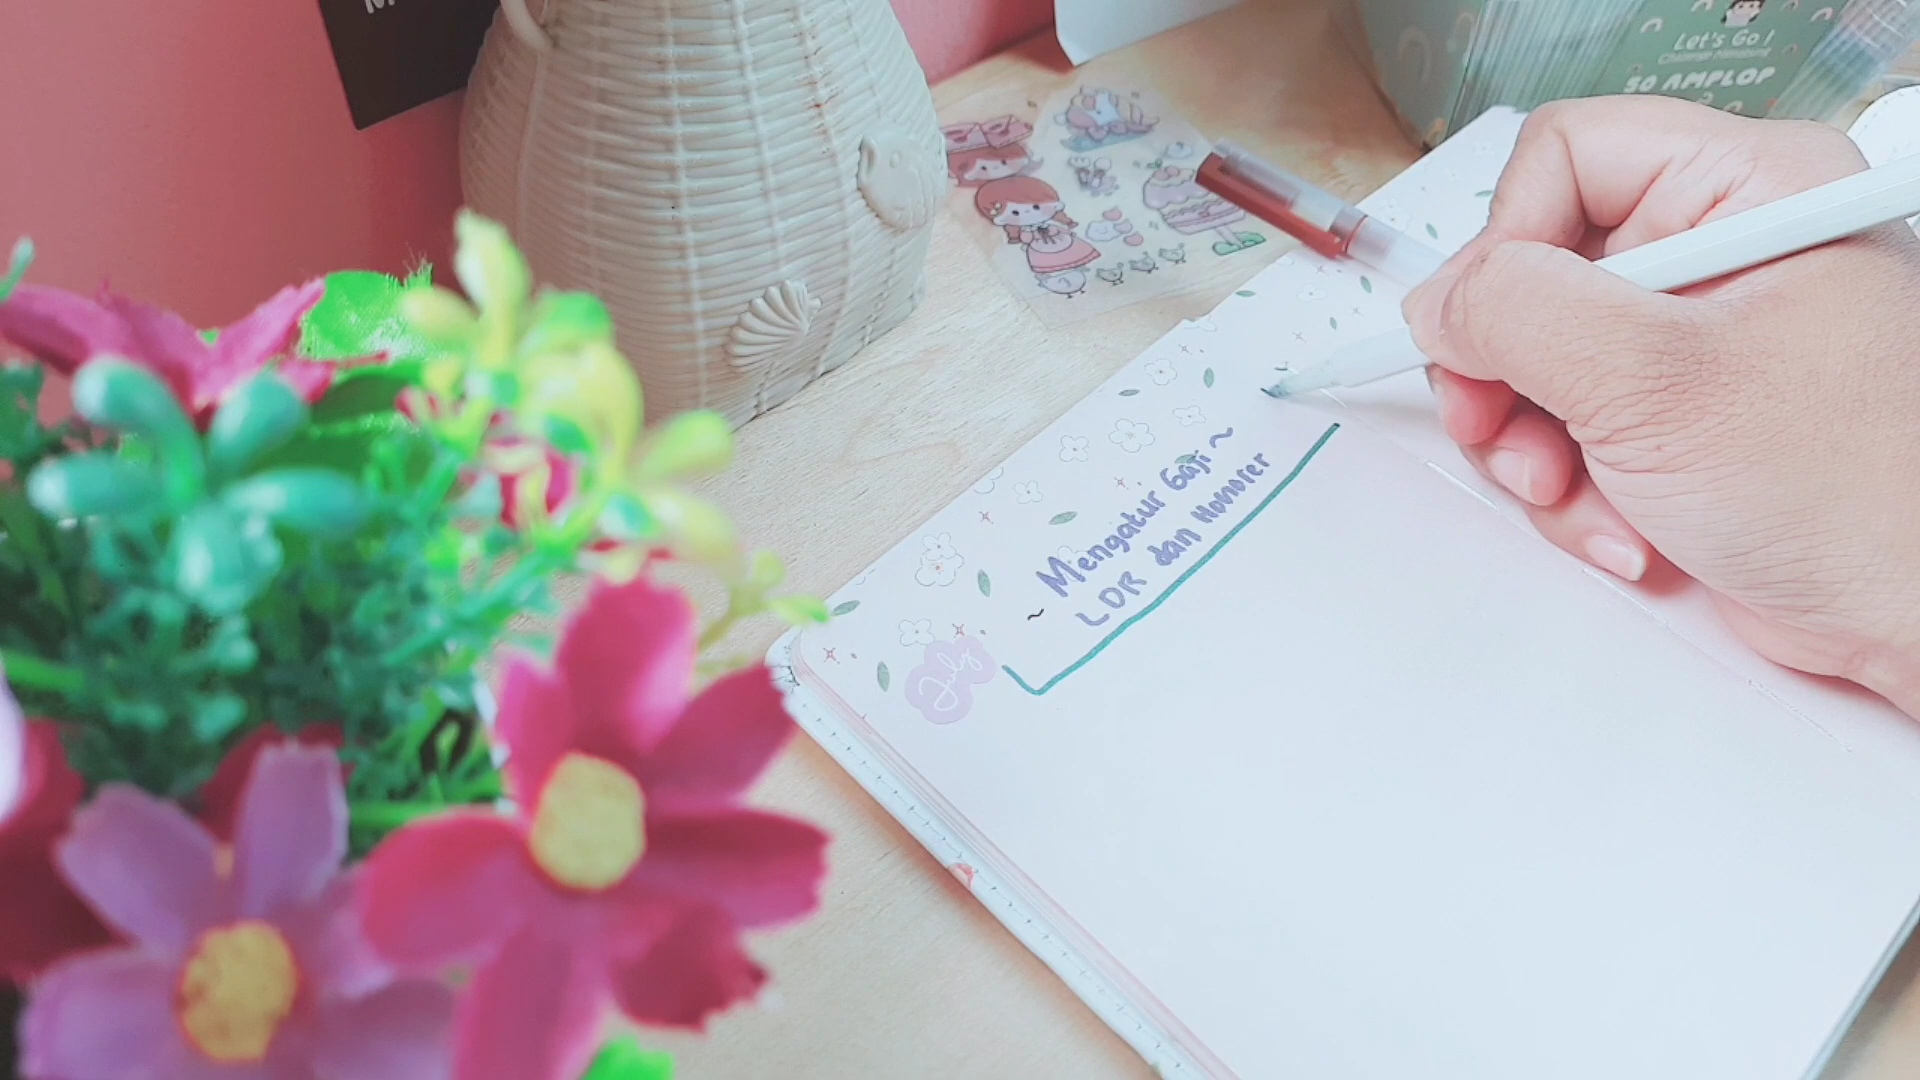 Let's Go!
50 AMPLOP
~ Mengatur Gaji ~
LDR dan Honorer
July